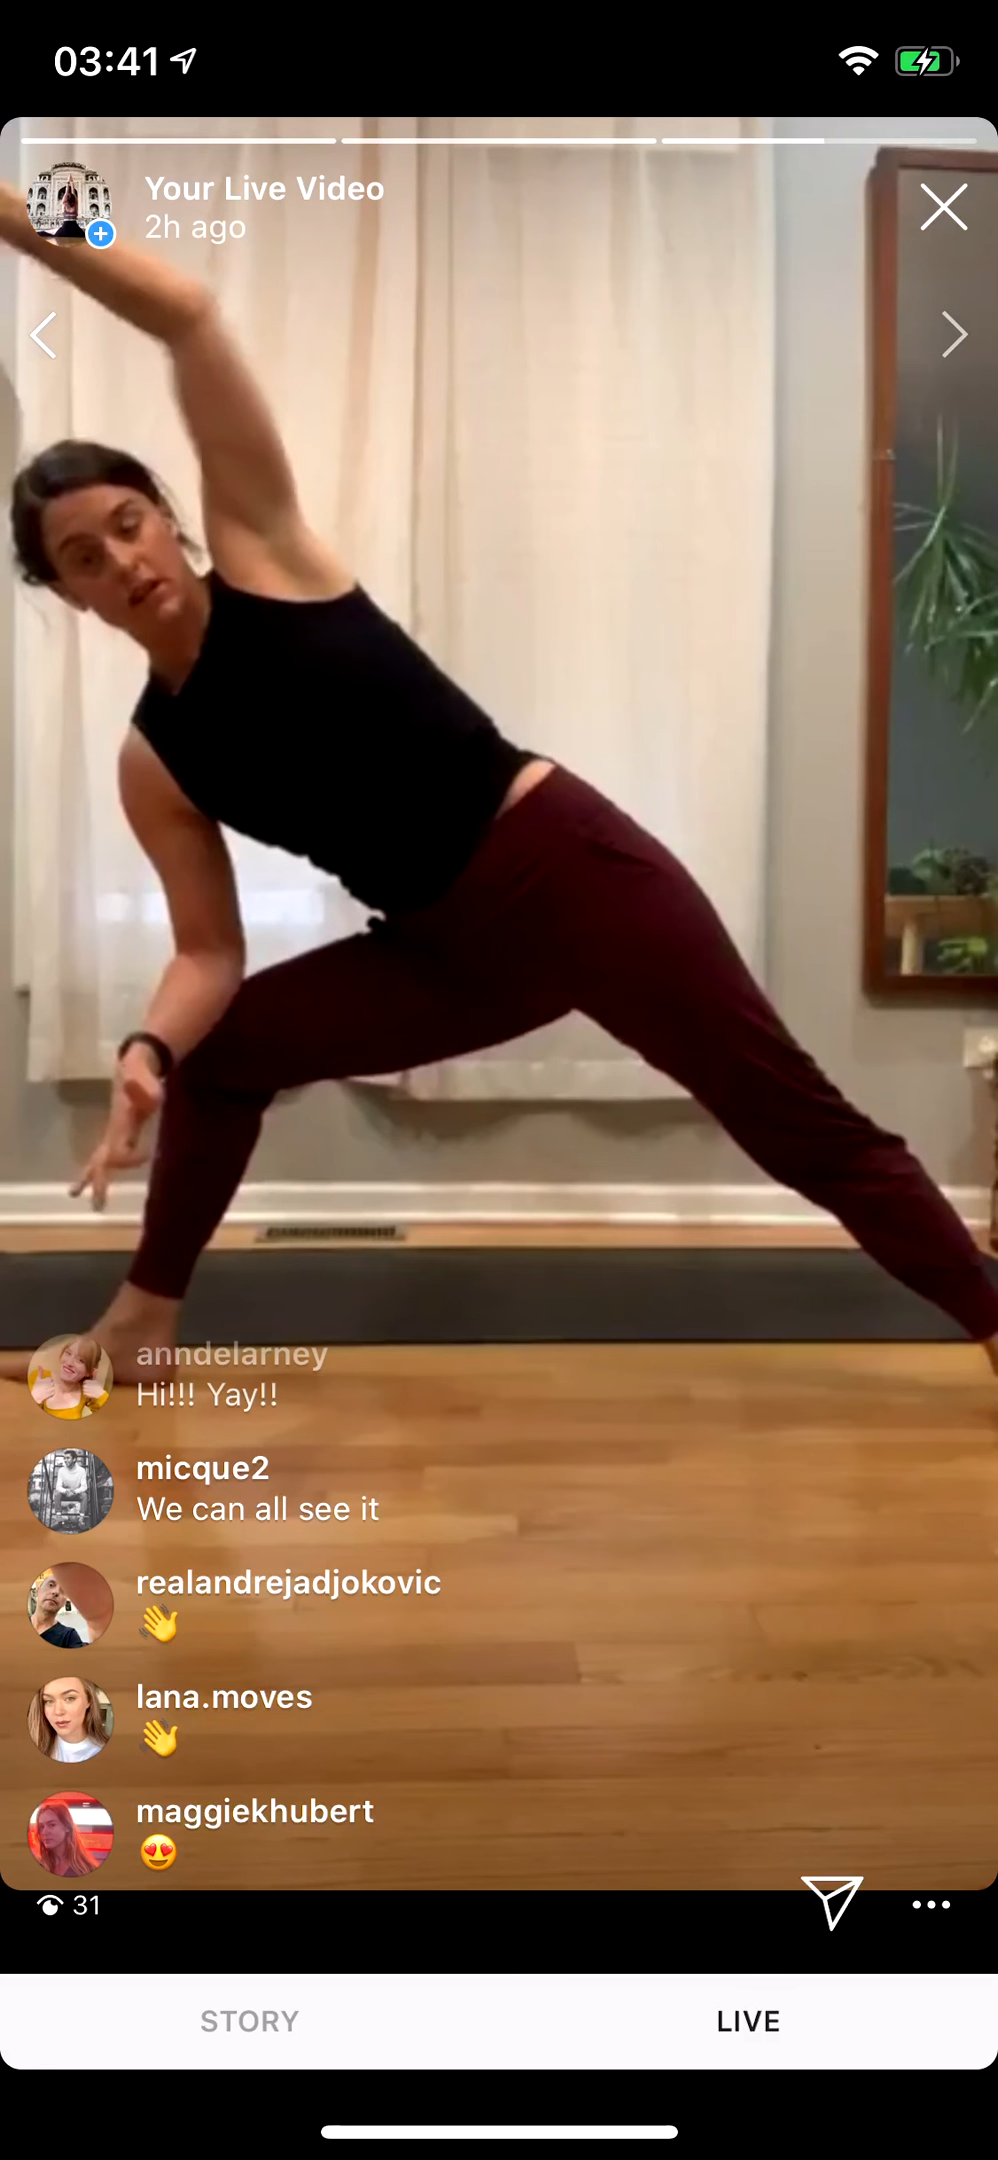 03:41
Your Live Video
2h ago
anndelarney
Hi!!! Yay!!
micque2
We can all see it
realandrejadjokovic
👋
lana.moves
👋
maggiekhubert
😍
31
STORY
LIVE